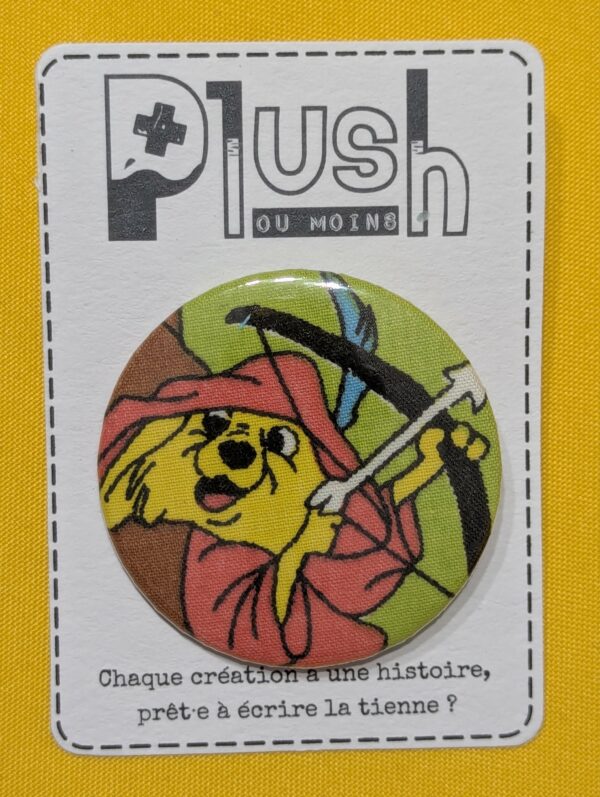 Plush
OU MOINS
Chaque création a une histoire,
prêt·e à écrire la tienne ?